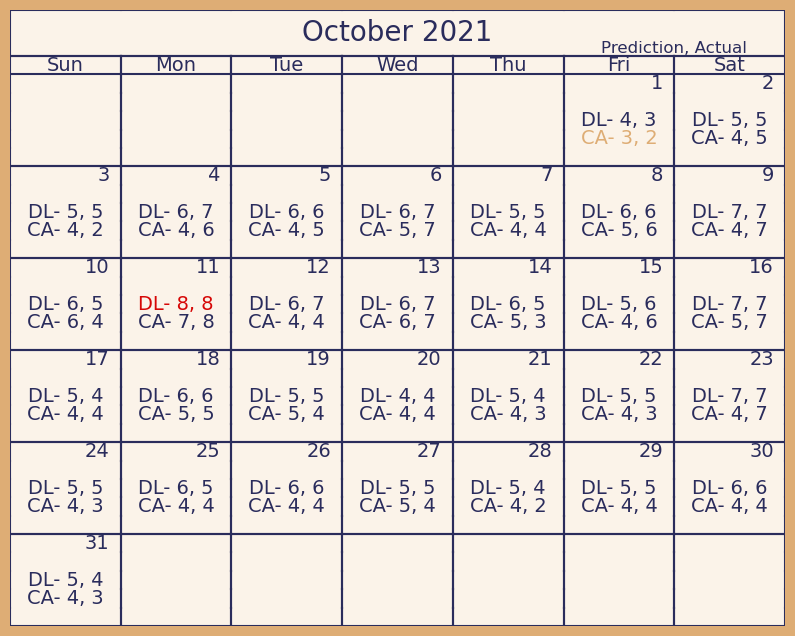 October 2021
Prediction, Actual
Sun Mon Tue Wed Thu Fri Sat
1 2
DL- 4, 3 DL- 5, 5
CA- 3, 2 CA- 4, 5
3 4 5 6 7 8 9
DL- 5, 5 DL- 6, 7 DL- 6, 6 DL- 6, 7 DL- 5, 5 DL- 6, 6 DL- 7, 7
CA- 4, 2 CA- 4, 6 CA- 4, 5 CA- 5, 7 CA- 4, 4 CA- 5, 6 CA- 4, 7
10 11 12 13 14 15 16
DL- 6, 5 DL- 8, 8 DL- 6, 7 DL- 6, 7 DL- 6, 5 DL- 5, 6 DL- 7, 7
CA- 6, 4 CA- 7, 8 CA- 4, 4 CA- 6, 7 CA- 5, 3 CA- 4, 6 CA- 5, 7
17 18 19 20 21 22 23
DL- 5, 4 DL- 6, 6 DL- 5, 5 DL- 4, 4 DL- 5, 4 DL- 5, 5 DL- 7, 7
CA- 4, 4 CA- 5, 5 CA- 5, 4 CA- 4, 4 CA- 4, 3 CA- 4, 3 CA- 4, 7
24 25 26 27 28 29 30
DL- 5, 5 DL- 6, 5 DL- 6, 6 DL- 5, 5 DL- 5, 4 DL- 5, 5 DL- 6, 6
CA- 4, 3 CA- 4, 4 CA- 4, 4 CA- 5, 4 CA- 4, 2 CA- 4, 4 CA- 4, 4
31
DL- 5, 4
CA- 4, 3